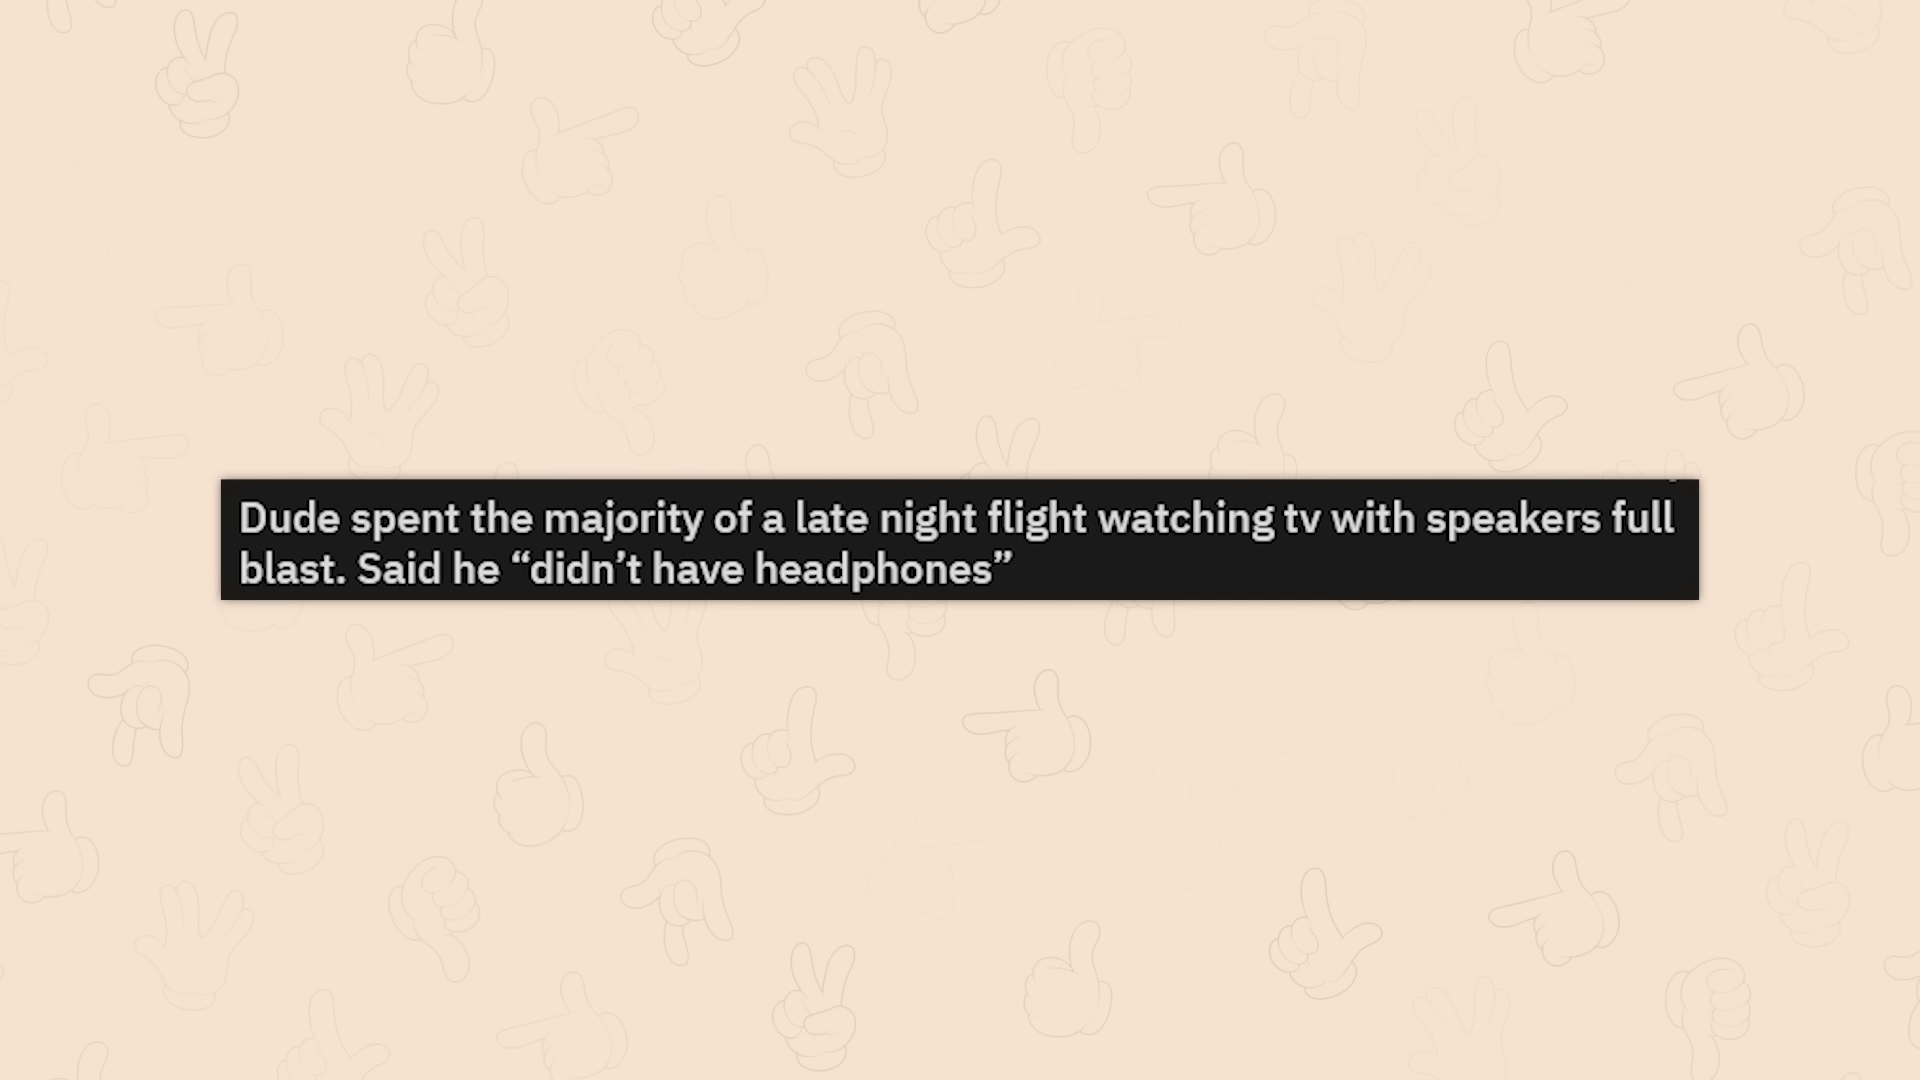 Dude spent the majority of a late night flight watching tv with speakers full
blast. Said he “didn’t have headphones”